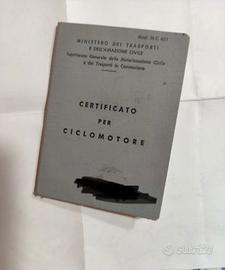 Mod. M.C. 611
MINISTERO DEI TRASPORTI
E DELL'AVIAZIONE CIVILE
Ispettorato Generale della Motorizzazione Civile
e dei Trasporti in Concessione
CERTIFICATO
PER
CICLOMOTORE
subito